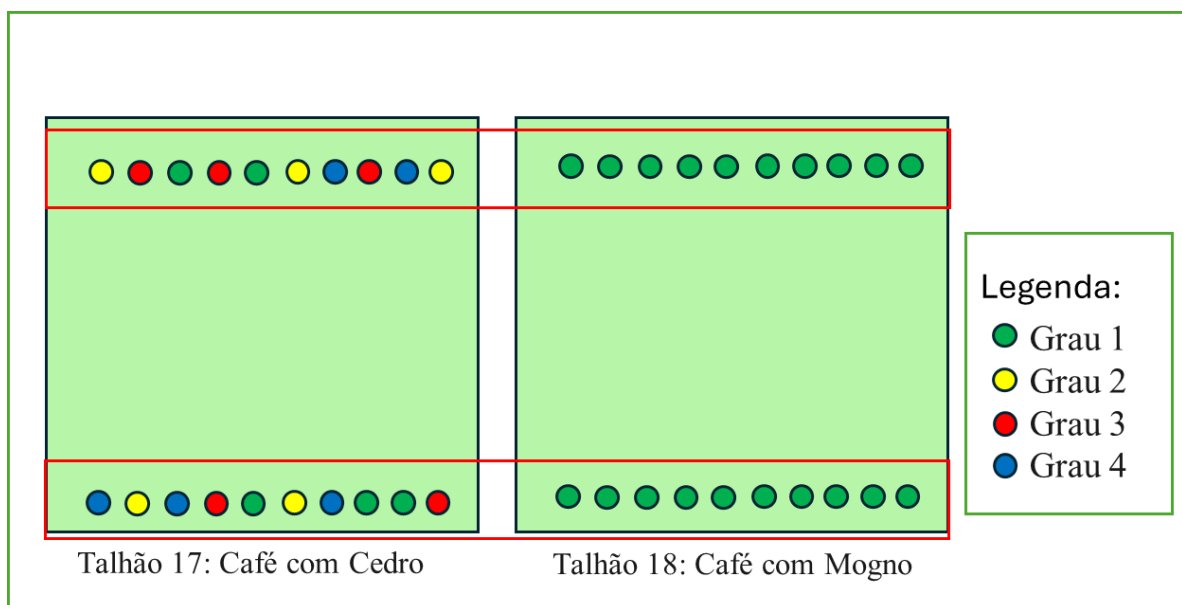 Legenda:
Grau 1
Grau 2
Grau 3
Grau 4
Talhão 17: Café com Cedro
Talhão 18: Café com Mogno